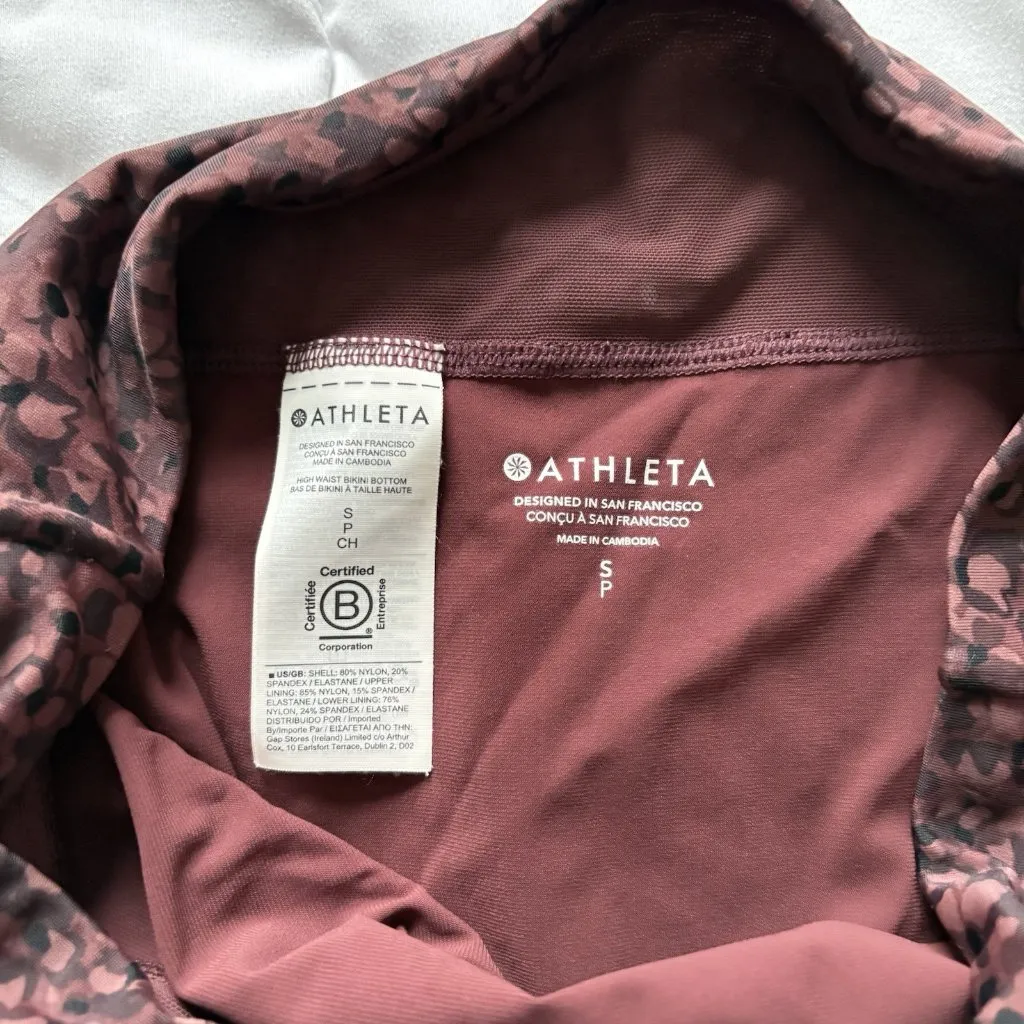 ATHLETA
DESIGNED IN SAN FRANCISCO
CONÇU À SAN FRANCISCO
MADE IN CAMBODIA
HIGH WAIST BIKINI BOTTOM
BAS DE BIKINI À TAILLE HAUTE
S
P
CH
Certified
Certifiée
B
Entreprise
®
Corporation
■ US/GB: SHELL: 80% NYLON, 20%
SPANDEX / ELASTANE / UPPER
LINING: 85% NYLON, 15% SPANDEX /
ELASTANE / LOWER LINING: 76%
NYLON, 24% SPANDEX / ELASTANE
DISTRIBUIDO POR / Imported
By/Importe Par / ΕΙΣΑΓΕΤΑΙ ΑΠΟ ΤΗΝ:
Gap Stores (Ireland) Limited c/o Arthur
Cox, 10 Earlsfort Terrace, Dublin 2, D02
ATHLETA
DESIGNED IN SAN FRANCISCO
CONÇU À SAN FRANCISCO
MADE IN CAMBODIA
S
P